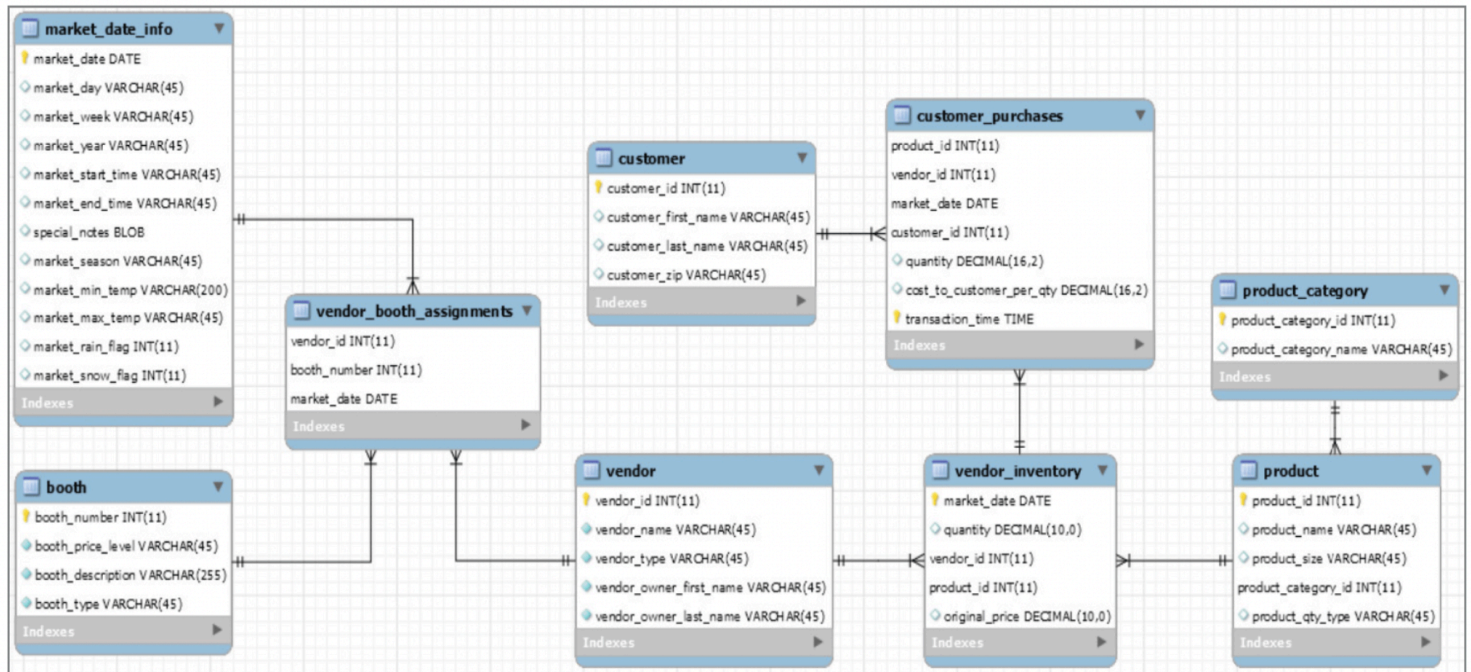 market_date_info
market_date DATE
market_day VARCHAR(45)
market_week VARCHAR(45)
market_year VARCHAR(45)
market_start_time VARCHAR(45)
market_end_time VARCHAR(45)
special_notes BLOB
market_season VARCHAR(45)
market_min_temp VARCHAR(200)
market_max_temp VARCHAR(45)
market_rain_flag INT(11)
market_snow_flag INT(11)
Indexes
booth
booth_number INT(11)
booth_price_level VARCHAR(45)
booth_description VARCHAR(255)
booth_type VARCHAR(45)
Indexes
vendor_booth_assignments
vendor_id INT(11)
booth_number INT(11)
market_date DATE
Indexes
customer
customer_id INT(11)
customer_first_name VARCHAR(45)
customer_last_name VARCHAR(45)
customer_zip VARCHAR(45)
Indexes
vendor
vendor_id INT(11)
vendor_name VARCHAR(45)
vendor_type VARCHAR(45)
vendor_owner_first_name VARCHAR(45)
vendor_owner_last_name VARCHAR(45)
Indexes
customer_purchases
product_id INT(11)
vendor_id INT(11)
market_date DATE
customer_id INT(11)
quantity DECIMAL(16,2)
cost_to_customer_per_qty DECIMAL(16,2)
transaction_time TIME
Indexes
vendor_inventory
market_date DATE
quantity DECIMAL(10,0)
vendor_id INT(11)
product_id INT(11)
original_price DECIMAL(10,0)
Indexes
product_category
product_category_id INT(11)
product_category_name VARCHAR(45)
Indexes
product
product_id INT(11)
product_name VARCHAR(45)
product_size VARCHAR(45)
product_category_id INT(11)
product_qty_type VARCHAR(45)
Indexes